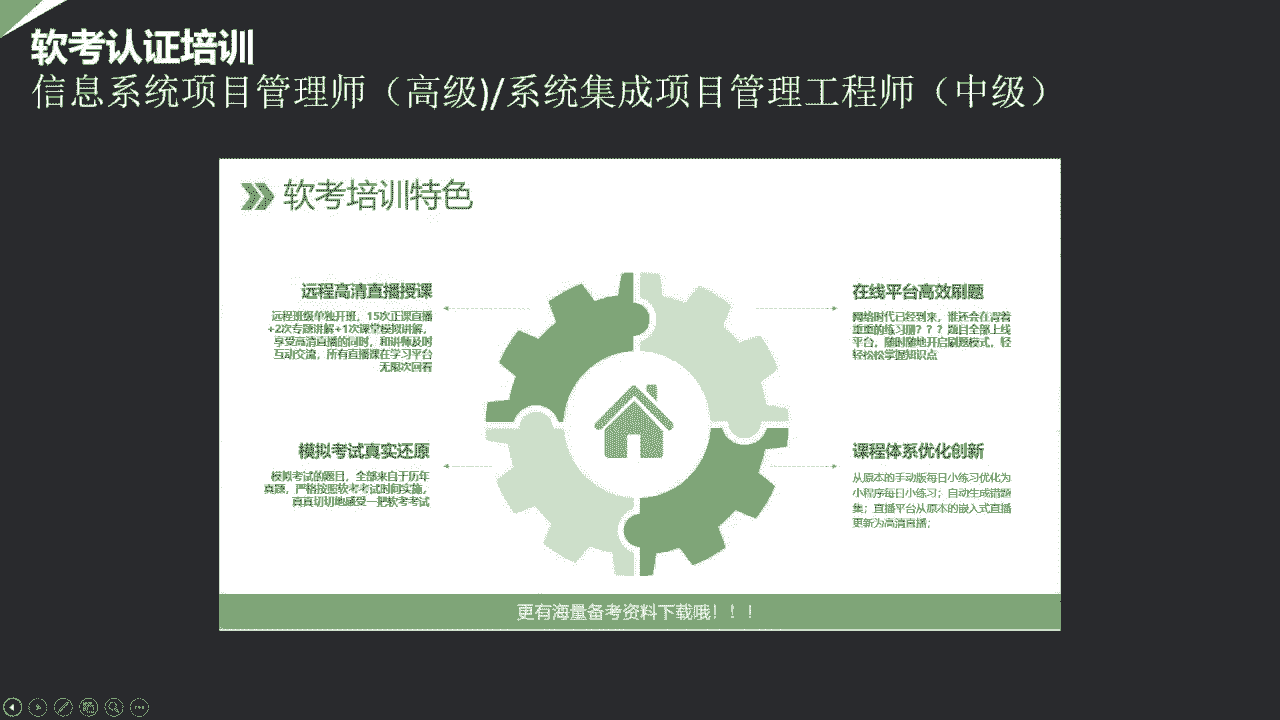 软考认证培训
信息系统项目管理师（高级)/系统集成项目管理工程师（中级）
软考培训特色
远程高清直播授课
远程班级单独开班，15次正课直播
+2次专题讲解+1次课堂模拟讲解，
享受高清直播的同时，和讲师及时
互动交流，所有直播课在学习平台
无限次回看
在线平台高效刷题
网络时代已经到来，谁还会在背着
重重的练习册？？？题目全部上线
平台，随时随地开启刷题模式，轻
轻松松掌握知识点
模拟考试真实还原
模拟考试的题目，全部来自于历年
真题，严格按照软考考试时间实施，
真真切切地感受一把软考考试
课程体系优化创新
从原本的手动版每日小练习优化为
小程序每日小练习；自动生成错题
集；直播平台从原本的嵌入式直播
更新为高清直播；
更有海量备考资料下载哦！！！